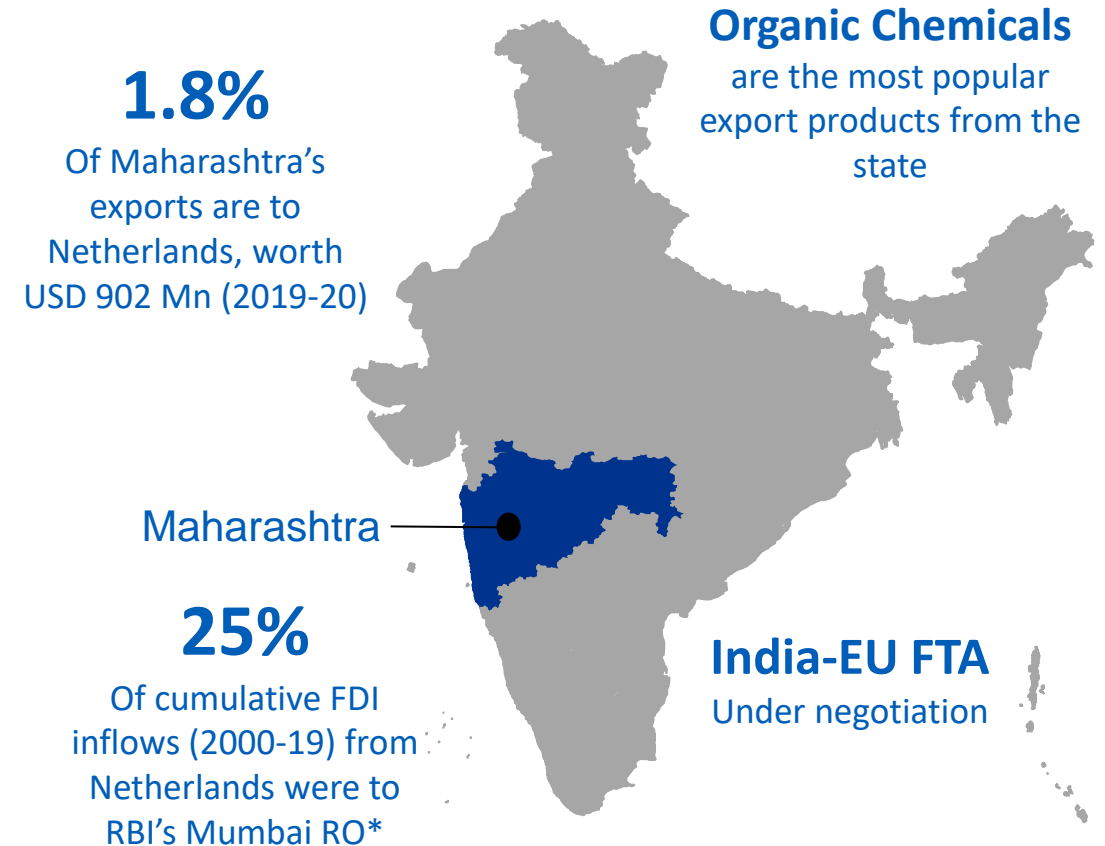 1.8%
Of Maharashtra's
exports are to
Netherlands, worth
USD 902 Mn (2019-20)
Organic Chemicals
are the most popular
export products from the
state
Maharashtra
25%
Of cumulative FDI
inflows (2000-19) from
Netherlands were to
RBI's Mumbai RO*
India-EU FTA
Under negotiation